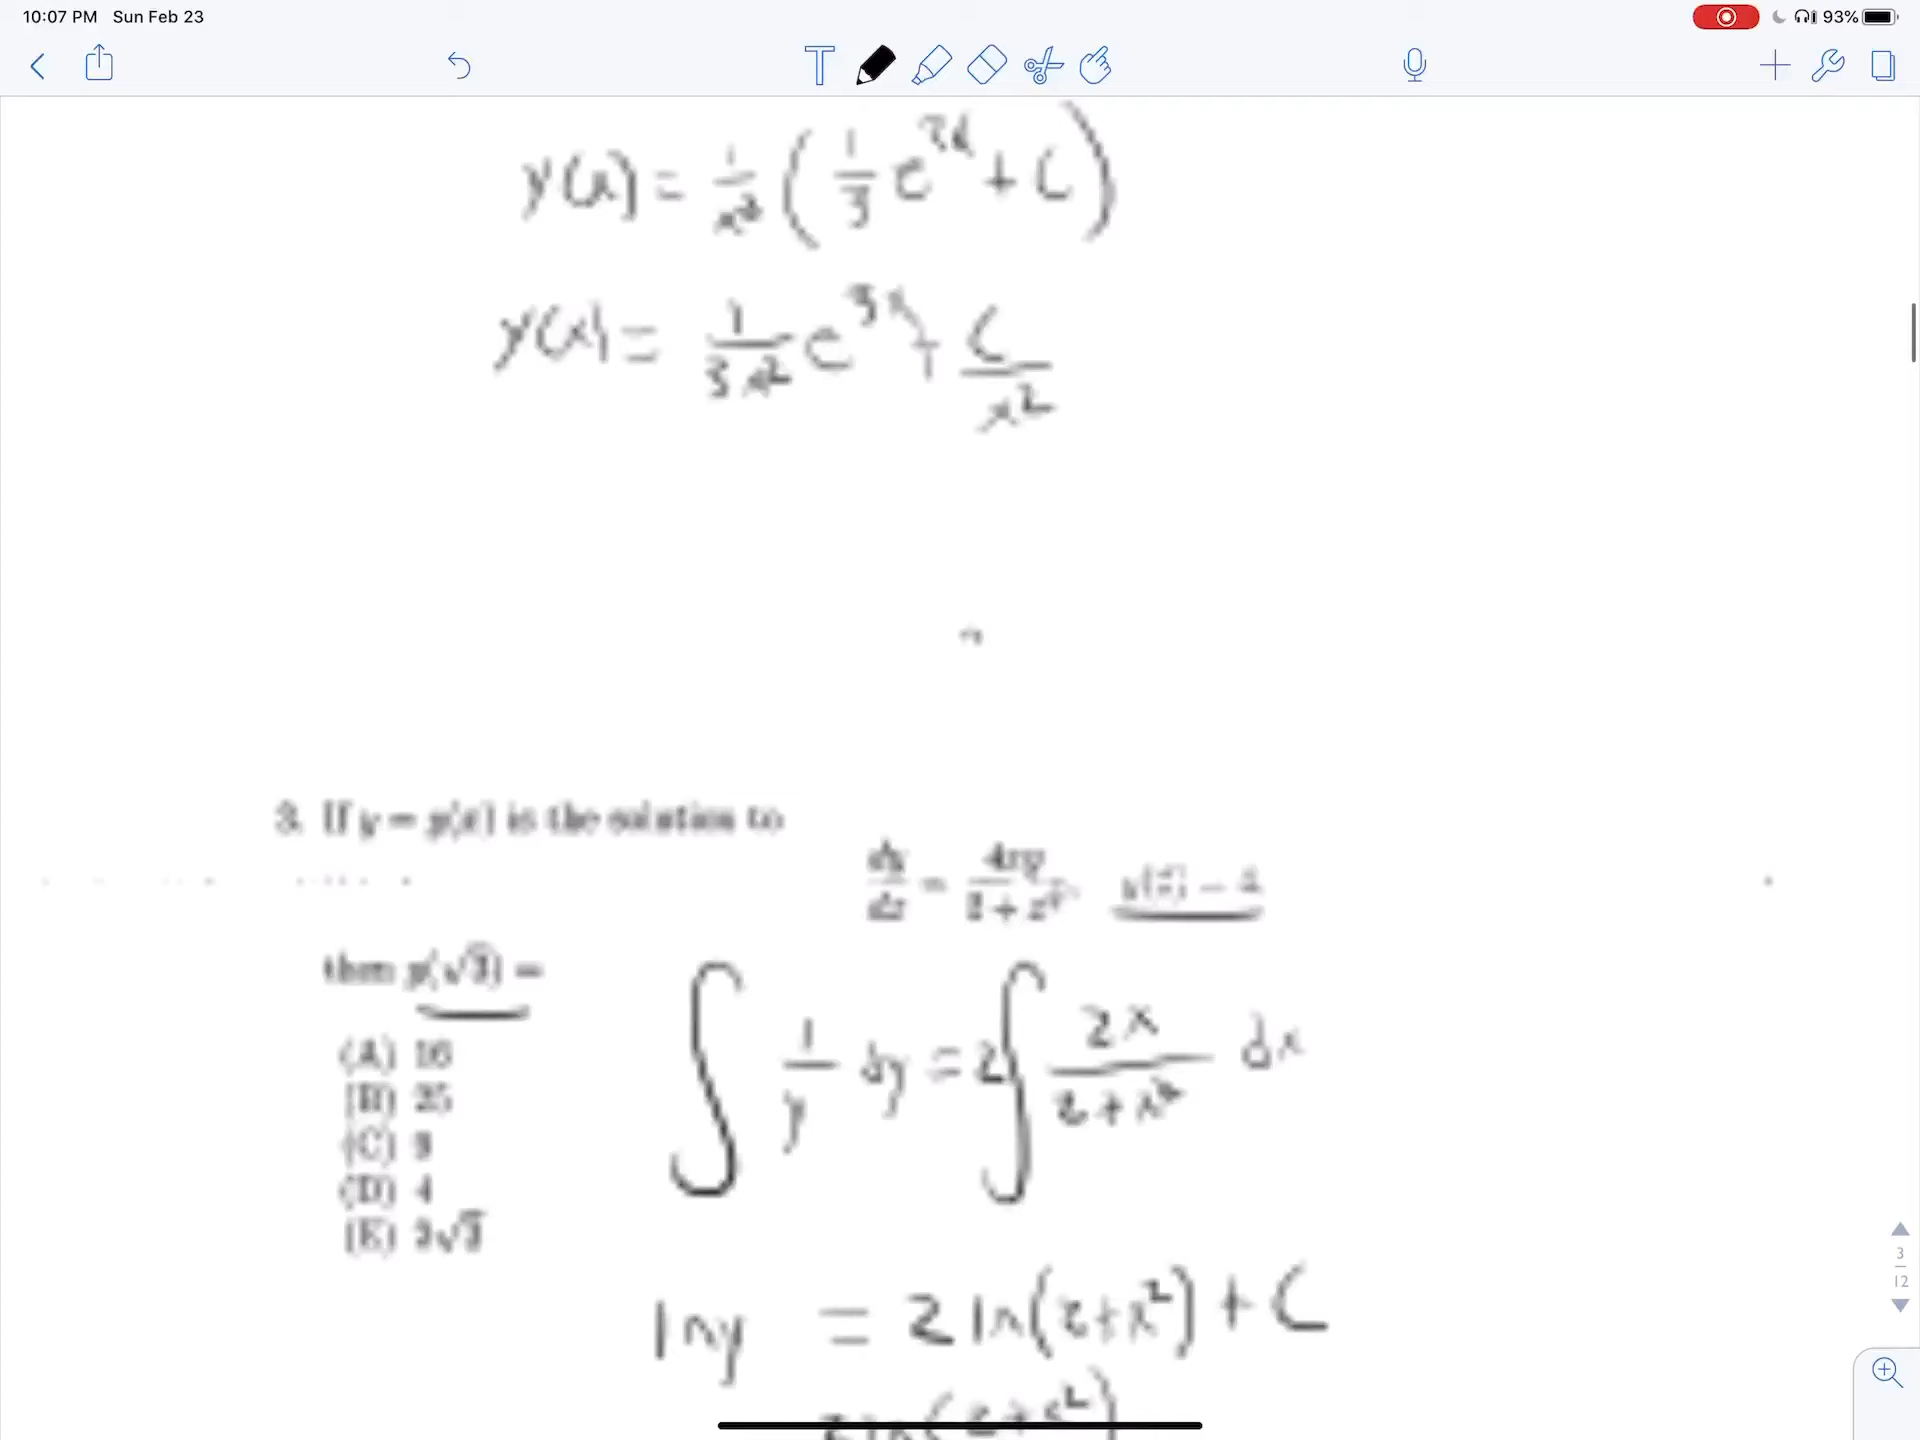 10:07 PM Sun Feb 23
93%
y(x) = 1/x² ( 1/3 e^3x + C )
y(x) = 1/3x² e^3x + C/x²
3. If y = y(x) is the solution to
dy/dx = 4xy/2+x²,
then y(√3) =
∫ 1/y dy = 2∫ 2x/2+x² dx
(A) 16
(B) 25
(C) 9
(D) 4
(E) 3√3
ln y = 2 ln(2+x²) + C
3
12